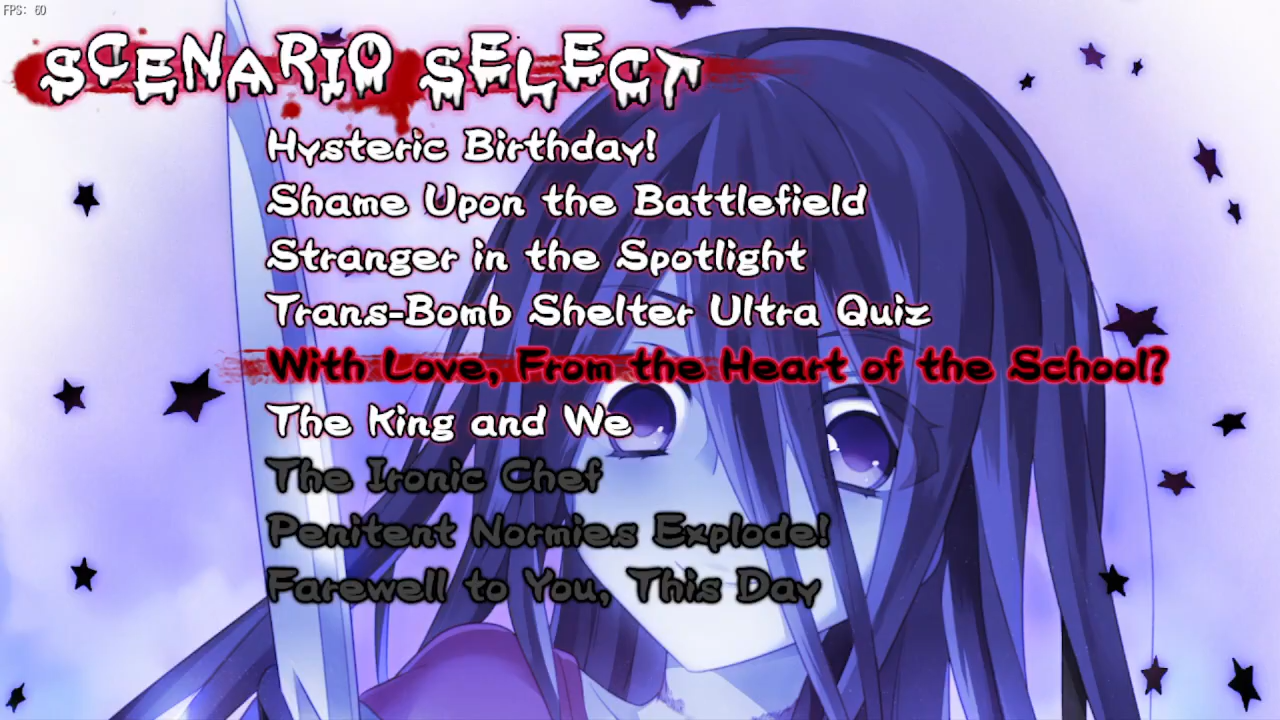 FPS: 60
SCENARIO SELECT
Hysteric Birthday!
Shame Upon the Battlefield
Stranger in the Spotlight
Trans-Bomb Shelter Ultra Quiz
With Love, From the Heart of the School?
The King and We
The Ironic Chef
Penitent Normies Explode!
Farewell to You, This Day